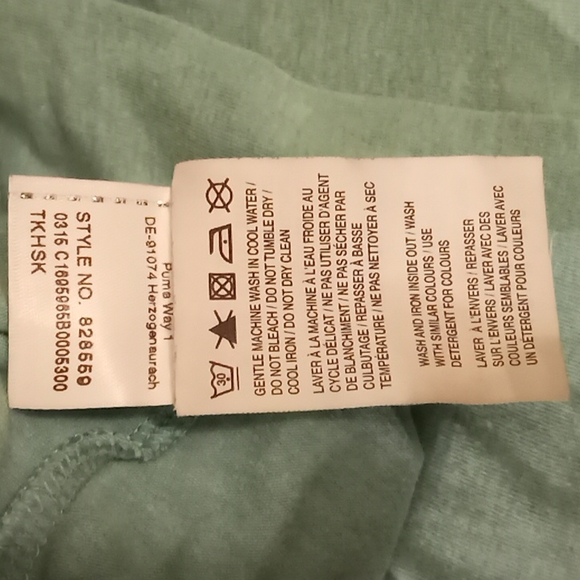 30
GENTLE MACHINE WASH IN COOL WATER /
DO NOT BLEACH / DO NOT TUMBLE DRY /
COOL IRON / DO NOT DRY CLEAN
LAVER À LA MACHINE À L'EAU FROIDE AU
CYCLE DÉLICAT / NE PAS UTILISER D'AGENT
DE BLANCHIMENT / NE PAS SÉCHER PAR
CULBUTAGE / REPASSER À BASSE
TEMPÉRATURE / NE PAS NETTOYER À SEC
WASH AND IRON INSIDE OUT / WASH
WITH SIMILAR COLOURS / USE
DETERGENT FOR COLOURS
LAVER À L'ENVERS / REPASSER
SUR L'ENVERS / LAVER AVEC DES
COULEURS SEMBLABLES / LAVER AVEC
UN DETERGENT POUR COULEURS
Puma Way 1
DE-91074 Herzogenaurach
STYLE NO. 828559
0316 C1695965B0005300
TKHSK